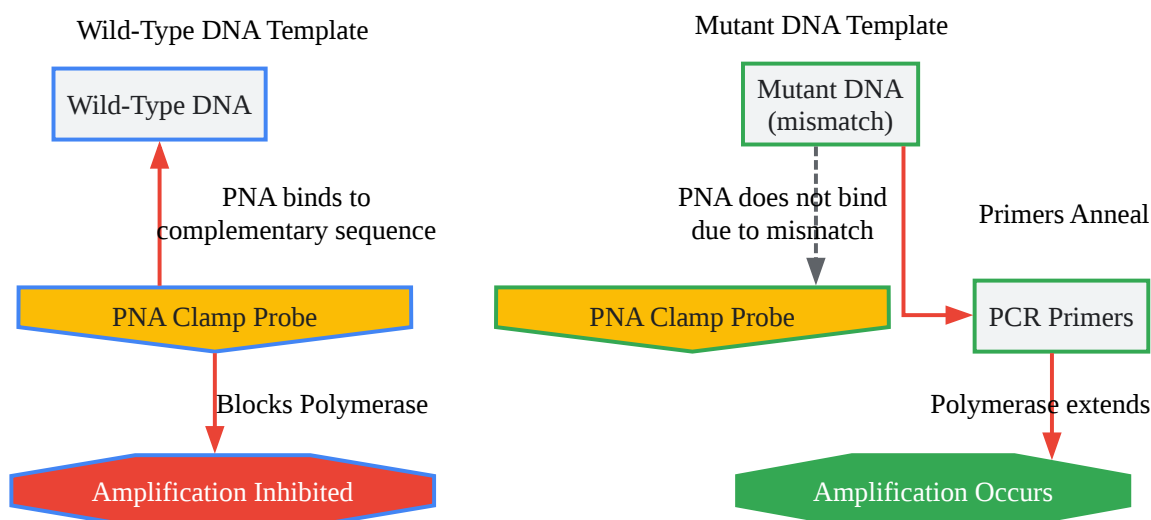 Wild-Type DNA Template
Wild-Type DNA
PNA binds to
complementary sequence
PNA Clamp Probe
Blocks Polymerase
Amplification Inhibited
Mutant DNA Template
Mutant DNA
(mismatch)
PNA does not bind
due to mismatch
Primers Anneal
PNA Clamp Probe
PCR Primers
Polymerase extends
Amplification Occurs